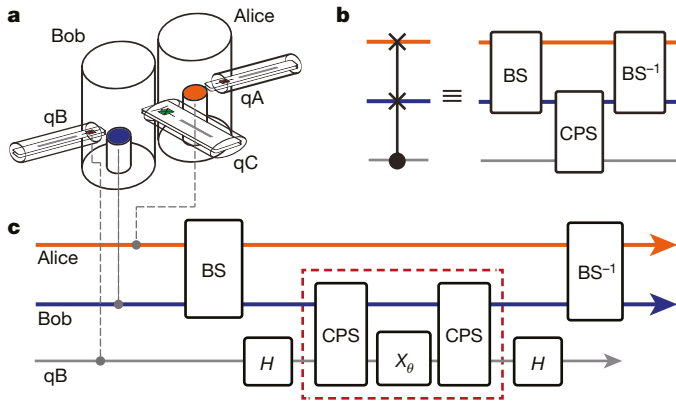 a
Bob
Alice
qB
qA
qC
b
BS
BS⁻¹
≡
CPS
c
Alice
BS
BS⁻¹
Bob
CPS
CPS
H
X_θ
H
qB